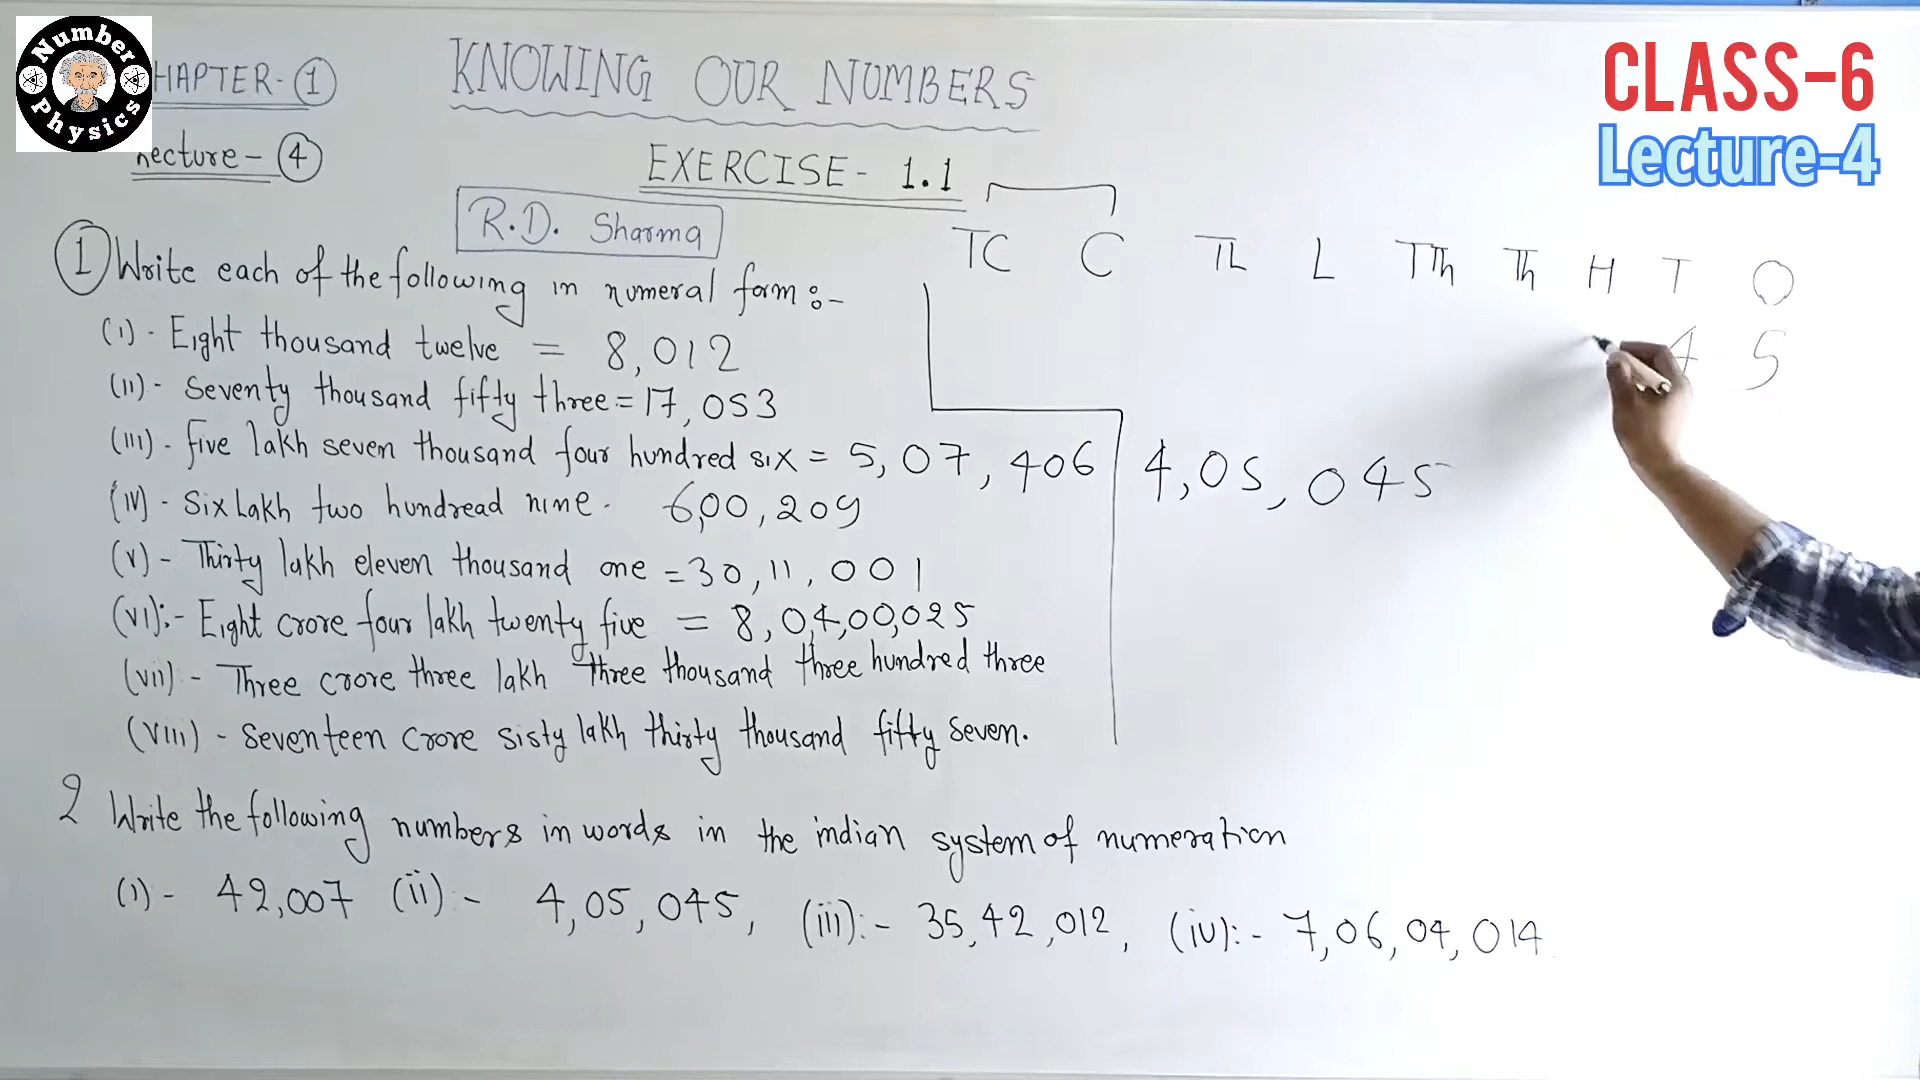 Number Physics
CLASS-6
Lecture-4
HAPTER-1
Lecture-4
KNOWING OUR NUMBERS
EXERCISE- 1.1
R.D. Sharma
1 Write each of the following in numeral form:-
(i)- Eight thousand twelve = 8,012
(ii)- Seventy thousand fifty three= 17,053
(iii)- five lakh seven thousand four hundred six = 5,07,406
(iv)- Six Lakh two hundread nine- 6,00,209
(v)- Thirty lakh eleven thousand one = 30,11,001
(vi):- Eight crore four lakh twenty five = 8,04,00,025
(vii)- Three crore three lakh three thousand three hundred three
(viii)- Seventeen crore sisty lakh thirty thousand fifty seven.
TC C TL L TTh Th H T O
4 5
4,05,045
2 Write the following numbers in words in the indian system of numeration
(i)- 42,007 (ii)- 4,05,045, (iii):- 35,42,012, (iv):- 7,06,04,014